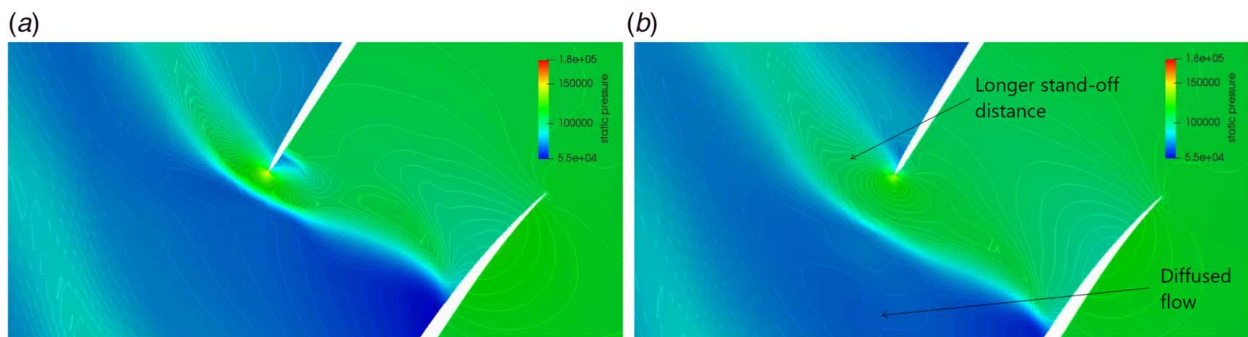 (a)
1.8e+05
150000
100000
5.5e+04
static pressure
(b)
Longer stand-off
distance
1.8e+05
150000
100000
5.5e+04
static pressure
Diffused
flow